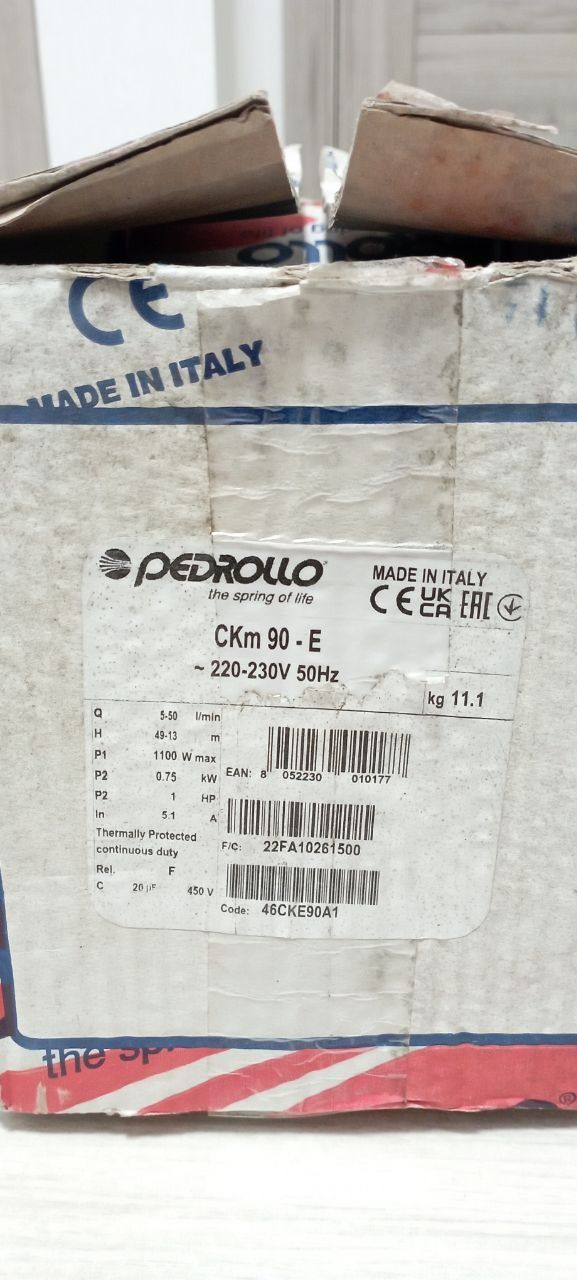 CE
MADE IN ITALY
PEDROLLO
the spring of life
MADE IN ITALY
CE UK CA EAC
CKm 90 - E
~ 220-230V 50Hz
kg 11.1
Q 5-50 l/min
H 49-13 m
P1 1100 W max
P2 0.75 kW
P2 1 HP
In 5.1 A
Thermally Protected
continuous duty
Rel. F
C 20 µF 450 V
EAN: 8 052230 010177
F/C: 22FA10261500
Code: 46CKE90A1
the
®